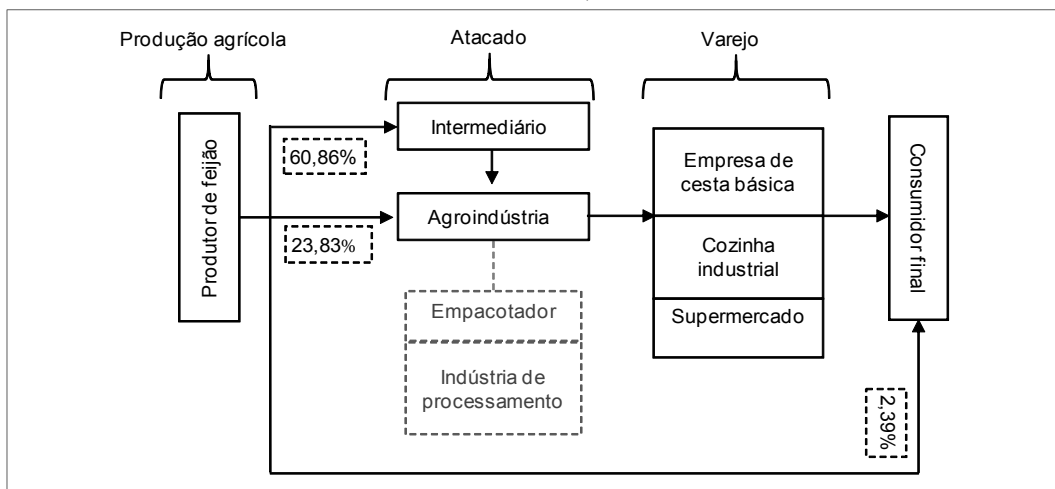 Produção agrícola
Atacado
Varejo
Produtor de feijão
60,86%
23,83%
Intermediário
Agroindústria
Empacotador
Indústria de
processamento
Empresa de
cesta básica
Cozinha
industrial
Supermercado
Consumidor final
2,39%